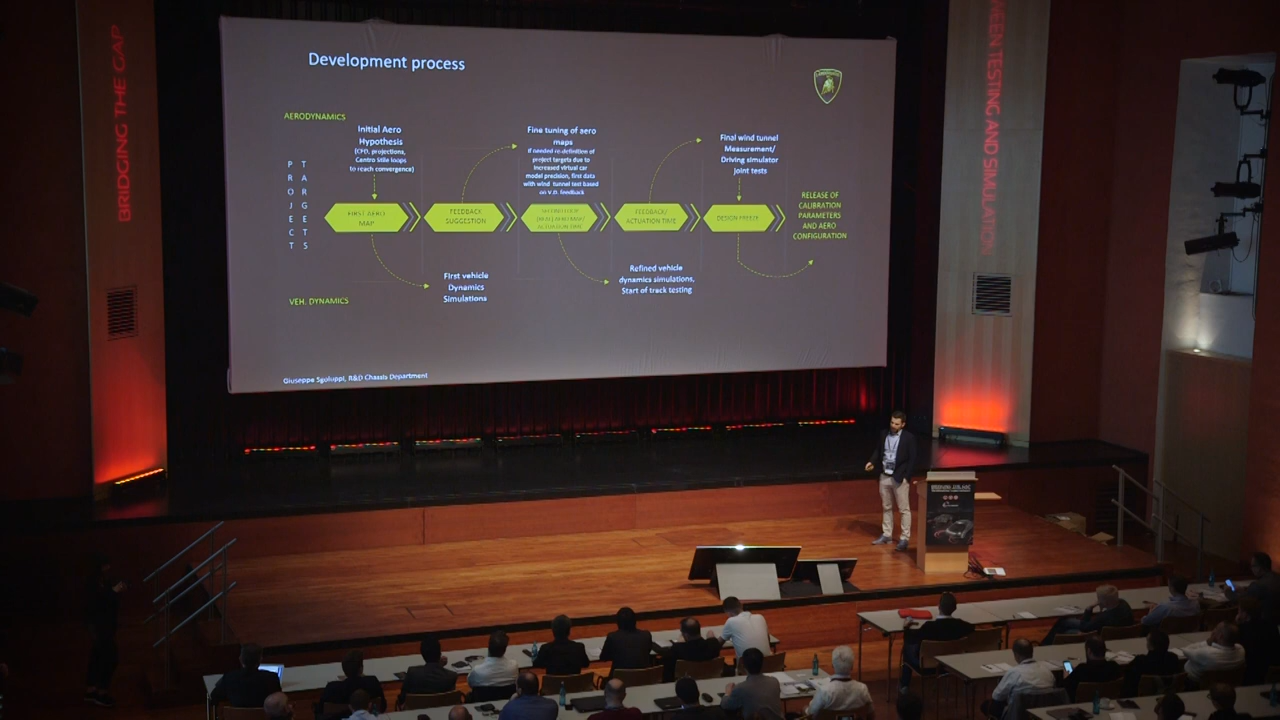 BRIDGING THE GAP
Development process
LAMBORGHINI
AERODYNAMICS
PROJECT
TARGETS
Initial Aero
Hypothesis
(CFD, projections,
Centro Stile loops
to reach convergence)
Fine tuning of aero
maps
If needed re-definition of
project targets due to
increased virtual car
model precision, first data
with wind tunnel test based
on V.D. feedback
Final wind tunnel
Measurement/
Driving simulator
joint tests
FIRST AERO
MAP
FEEDBACK
SUGGESTION
FEEDBACK/
ACTUATION TIME
DESIGN FREEZE
RELEASE OF
CALIBRATION
PARAMETERS
AND AERO
CONFIGURATION
First vehicle
Dynamics
Simulations
Refined vehicle
dynamics simulations,
Start of track testing
VEH. DYNAMICS
Giuseppe Sgoluppi, R&D Chassis Department
WEEN TESTING AND SIMULATION